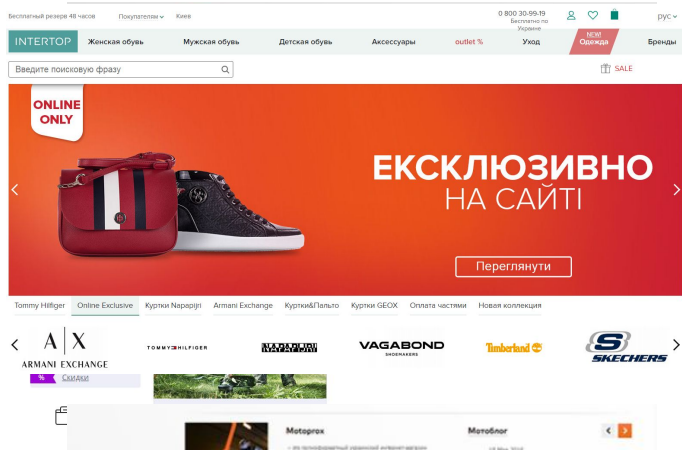 Бесплатный резерв 48 часов Покупателям Киев 0 800 30-99-19 рус
Бесплатно по
Украине
INTERTOP Женская обувь Мужская обувь Детская обувь Аксессуары outlet % Уход NEW! Одежда Бренды
Введите поисковую фразу SALE
ONLINE
ONLY
ЕКСКЛЮЗИВНО
НА САЙТІ
Переглянути
Tommy Hilfiger Online Exclusive Куртки Napapijri Armani Exchange Куртки&Пальто Куртки GEOX Оплата частями Новая коллекция
A|X
ARMANI EXCHANGE
TOMMY HILFIGER
NAPAPIJRI
VAGABOND
SHOEMAKERS
Timberland
SKECHERS
% Скидки
Motoprox Мотоблог